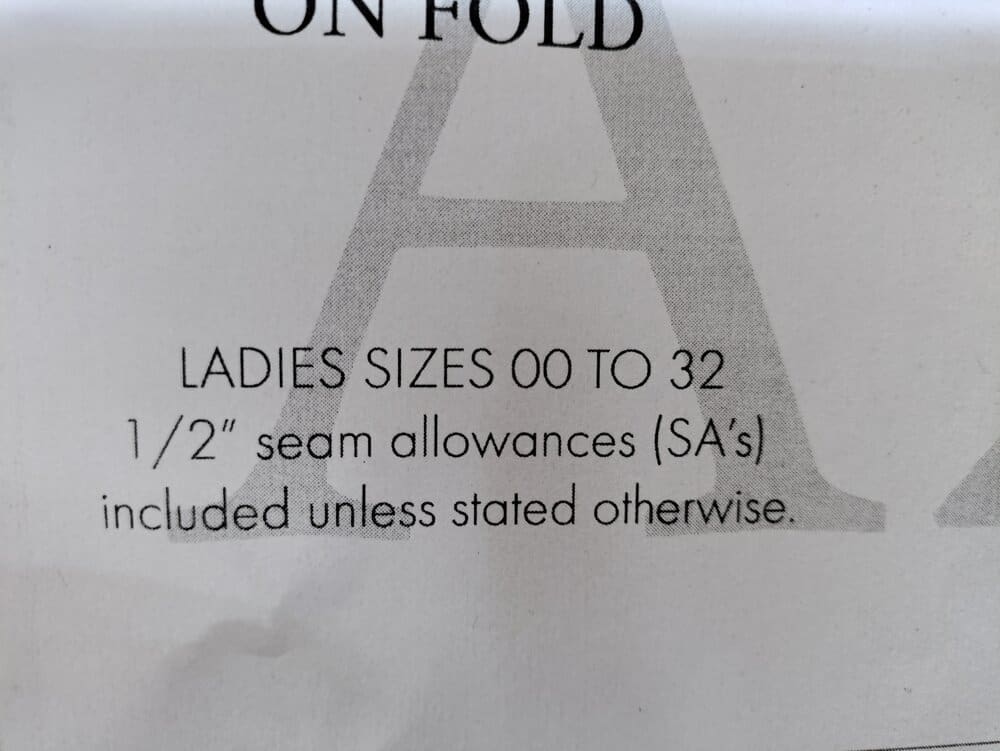 ON FOLD
A
LADIES SIZES 00 TO 32
1/2" seam allowances (SA's)
included unless stated otherwise.